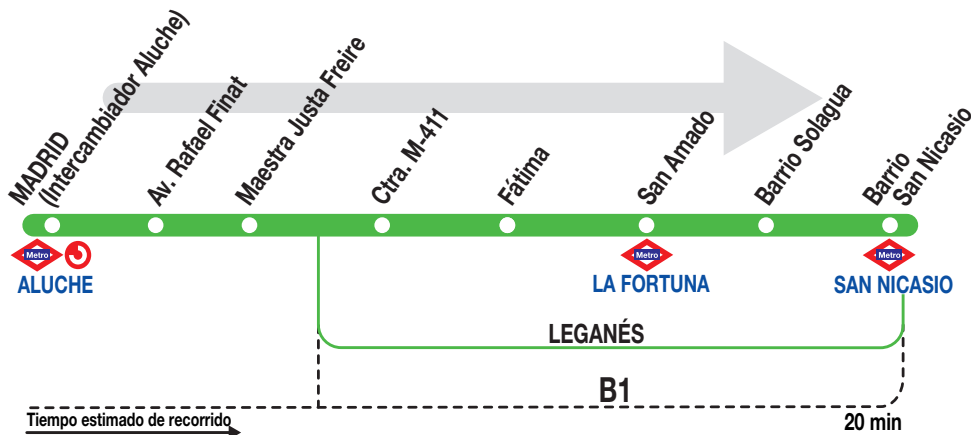 MADRID
(Intercambiador Aluche)
Av. Rafael Finat
Maestra Justa Freire
Ctra. M-411
Fátima
San Amado
Barrio Solagua
Barrio
San Nicasio
Metro
ALUCHE
Metro
LA FORTUNA
Metro
SAN NICASIO
LEGANÉS
B1
Tiempo estimado de recorrido
20 min